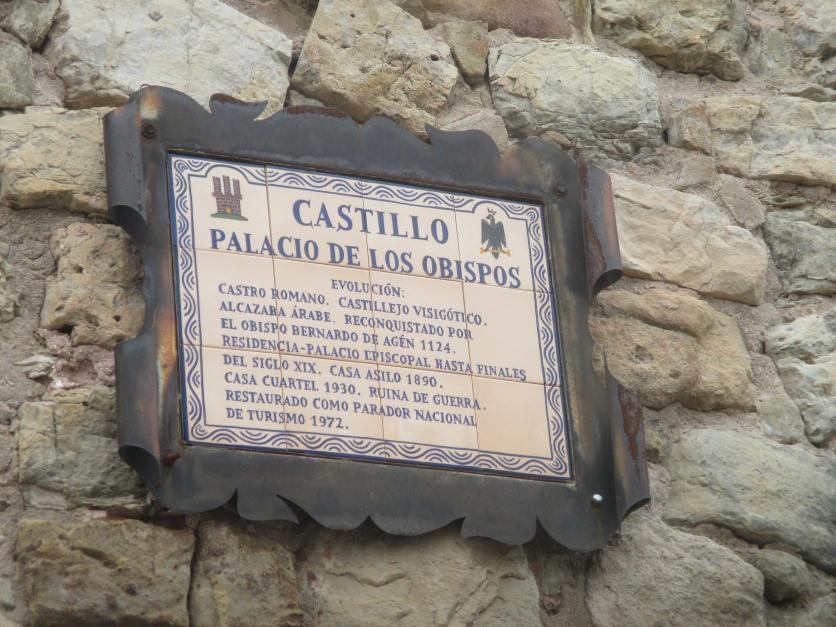 CASTILLO
PALACIO DE LOS OBISPOS
EVOLUCIÓN:
CASTRO ROMANO. CASTILLEJO VISIGÓTICO.
ALCAZABA ÁRABE. RECONQUISTADO POR
EL OBISPO BERNARDO DE AGÉN 1124.
RESIDENCIA-PALACIO EPISCOPAL HASTA FINALES
DEL SIGLO XIX. CASA ASILO 1890.
CASA CUARTEL 1930. RUINA DE GUERRA.
RESTAURADO COMO PARADOR NACIONAL
DE TURISMO 1972.